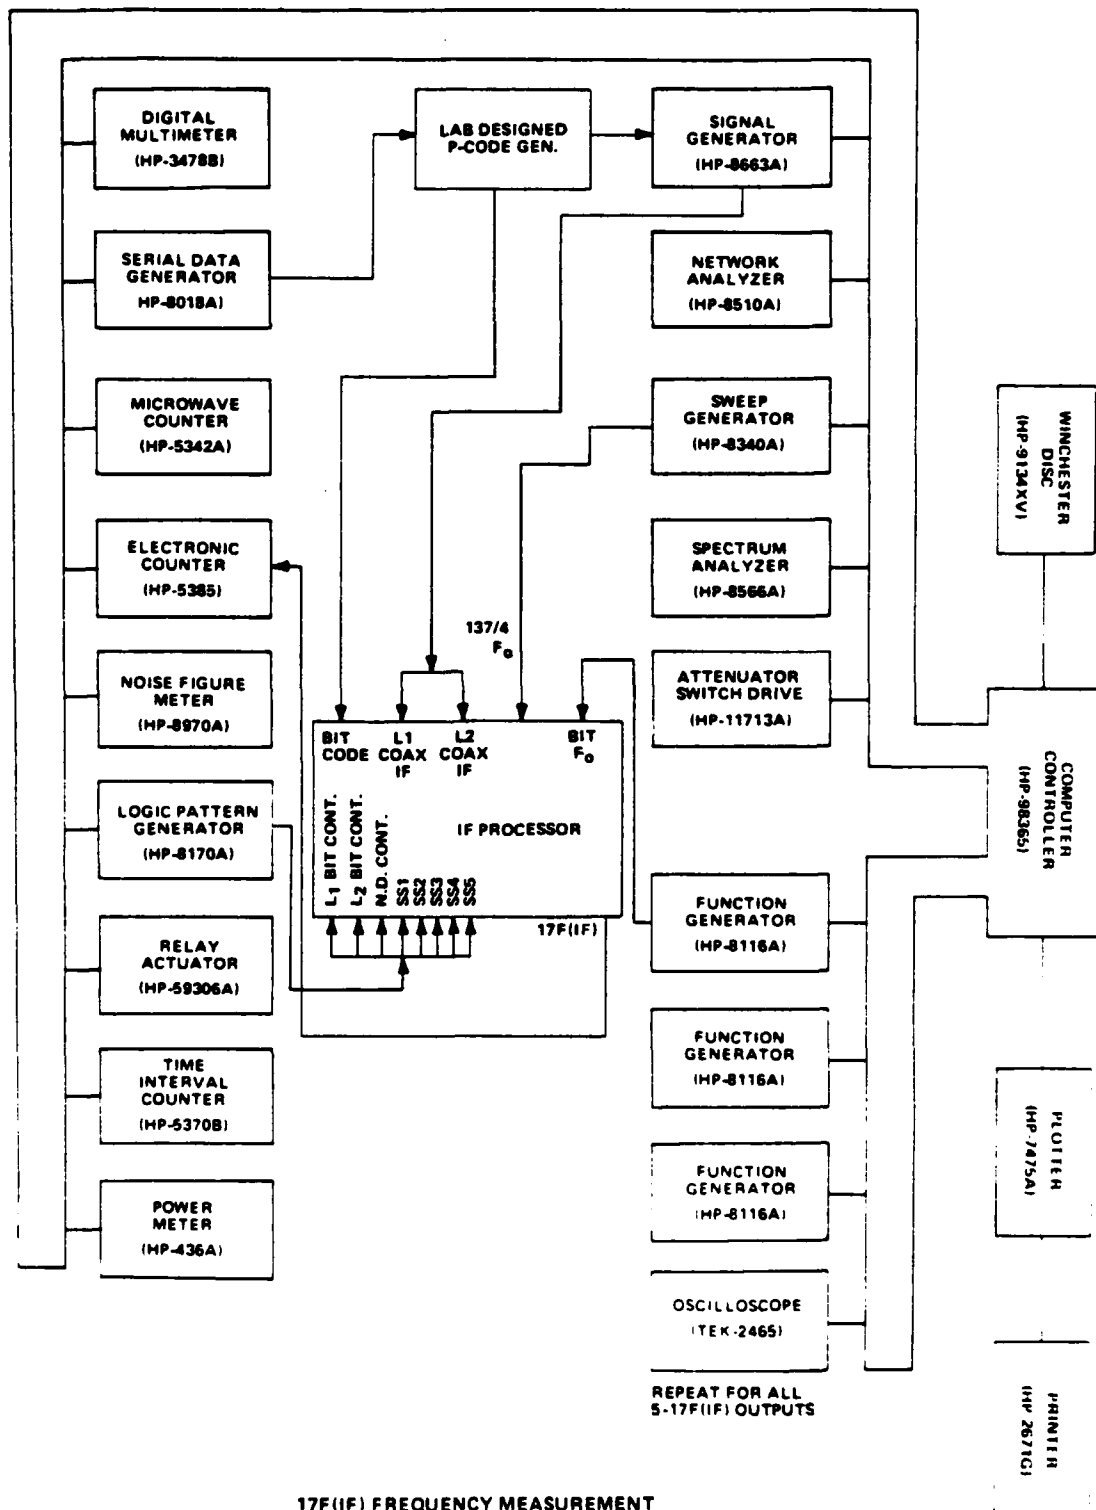 DIGITAL
MULTIMETER
(HP-3478B)
LAB DESIGNED
P-CODE GEN.
SIGNAL
GENERATOR
(HP-8663A)
SERIAL DATA
GENERATOR
HP-8018A)
NETWORK
ANALYZER
(HP-8510A)
MICROWAVE
COUNTER
(HP-5342A)
SWEEP
GENERATOR
(HP-8340A)
WINCHESTER
DISC
(HP-9134XV)
ELECTRONIC
COUNTER
(HP-5385)
SPECTRUM
ANALYZER
(HP-8566A)
137/4
Fo
NOISE FIGURE
METER
(HP-8970A)
ATTENUATOR
SWITCH DRIVE
(HP-11713A)
BIT
CODE
L1
COAX
IF
L2
COAX
IF
BIT
Fo
COMPUTER
CONTROLLER
(HP-98365)
LOGIC PATTERN
GENERATOR
(HP-8170A)
IF PROCESSOR
L1 BIT CONT.
L2 BIT CONT.
N.D. CONT.
SS1
SS2
SS3
SS4
SS5
17F(IF)
FUNCTION
GENERATOR
(HP-8116A)
RELAY
ACTUATOR
(HP-59306A)
FUNCTION
GENERATOR
(HP-8116A)
TIME
INTERVAL
COUNTER
(HP-5370B)
PLOTTER
(HP-7475A)
FUNCTION
GENERATOR
(HP-8116A)
POWER
METER
(HP-436A)
OSCILLOSCOPE
(TEK-2465)
REPEAT FOR ALL
5-17F(IF) OUTPUTS
PRINTER
(HP 2671G)
17F(IF) FREQUENCY MEASUREMENT